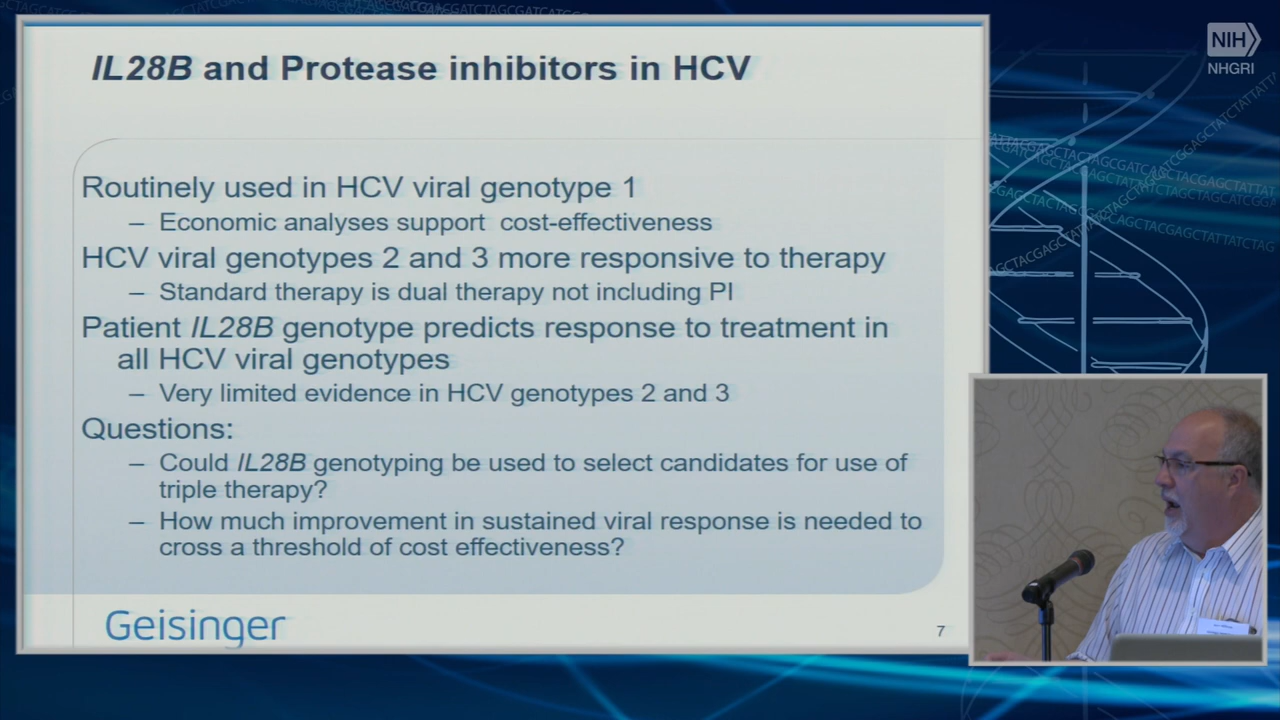 IL28B and Protease inhibitors in HCV
Routinely used in HCV viral genotype 1
– Economic analyses support cost-effectiveness
HCV viral genotypes 2 and 3 more responsive to therapy
– Standard therapy is dual therapy not including PI
Patient IL28B genotype predicts response to treatment in
all HCV viral genotypes
– Very limited evidence in HCV genotypes 2 and 3
Questions:
– Could IL28B genotyping be used to select candidates for use of
triple therapy?
– How much improvement in sustained viral response is needed to
cross a threshold of cost effectiveness?
Geisinger
7
NIH
NHGRI